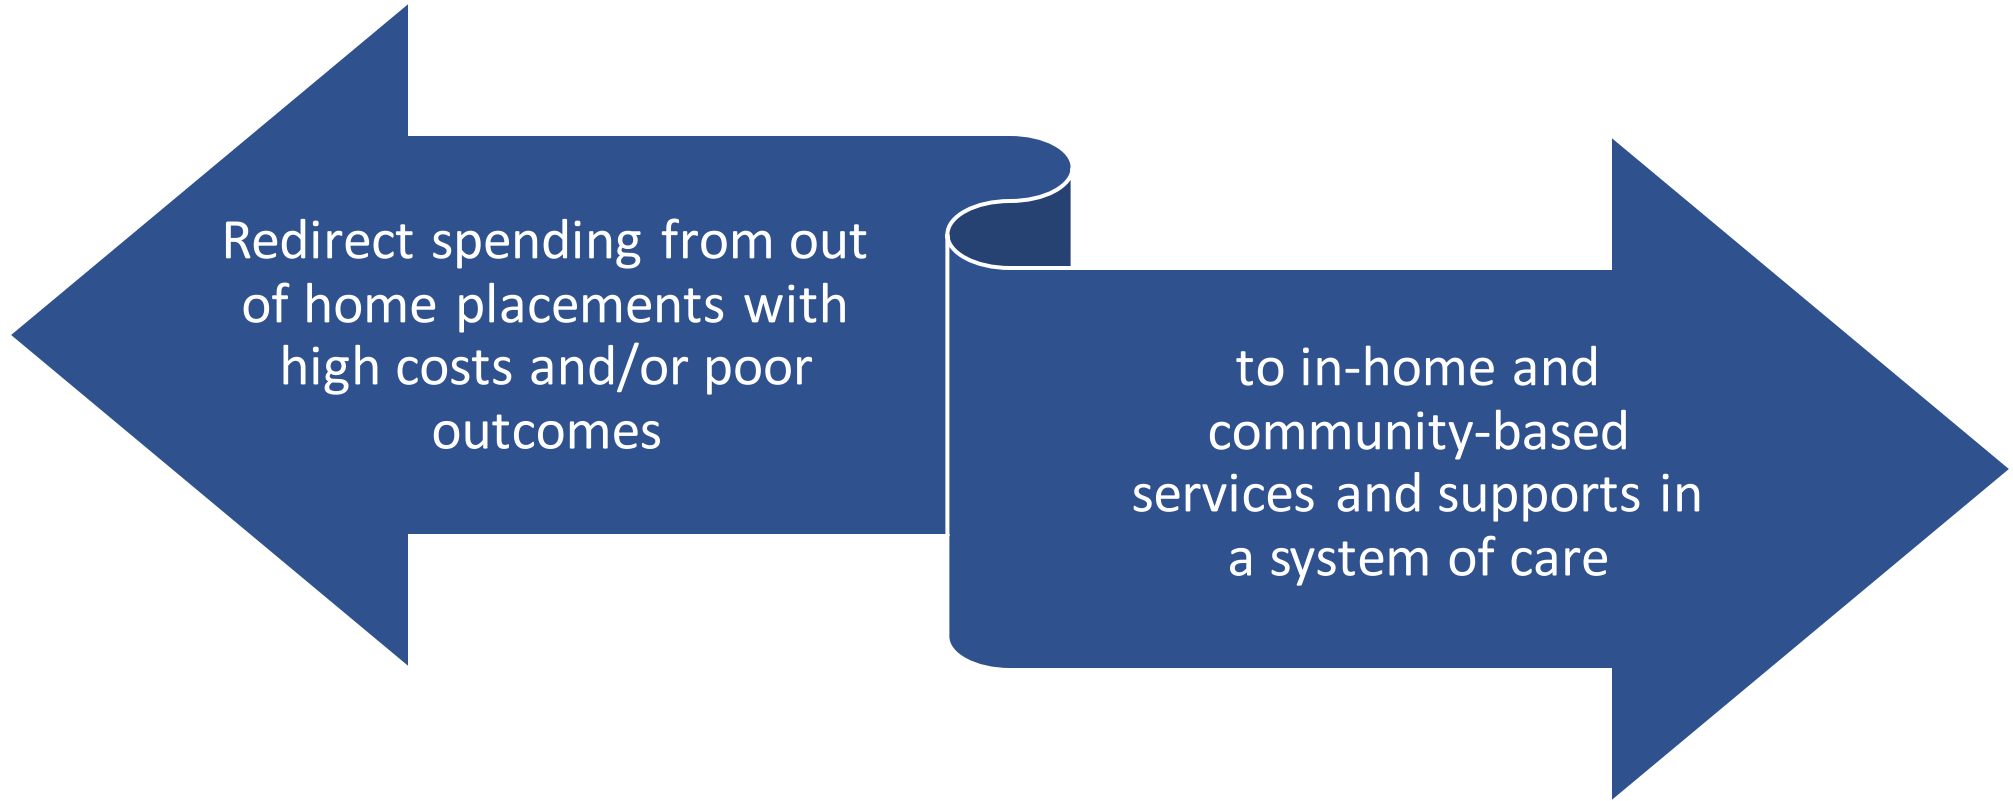 Redirect spending from out
of home placements with
high costs and/or poor
outcomes
to in-home and
community-based
services and supports in
a system of care